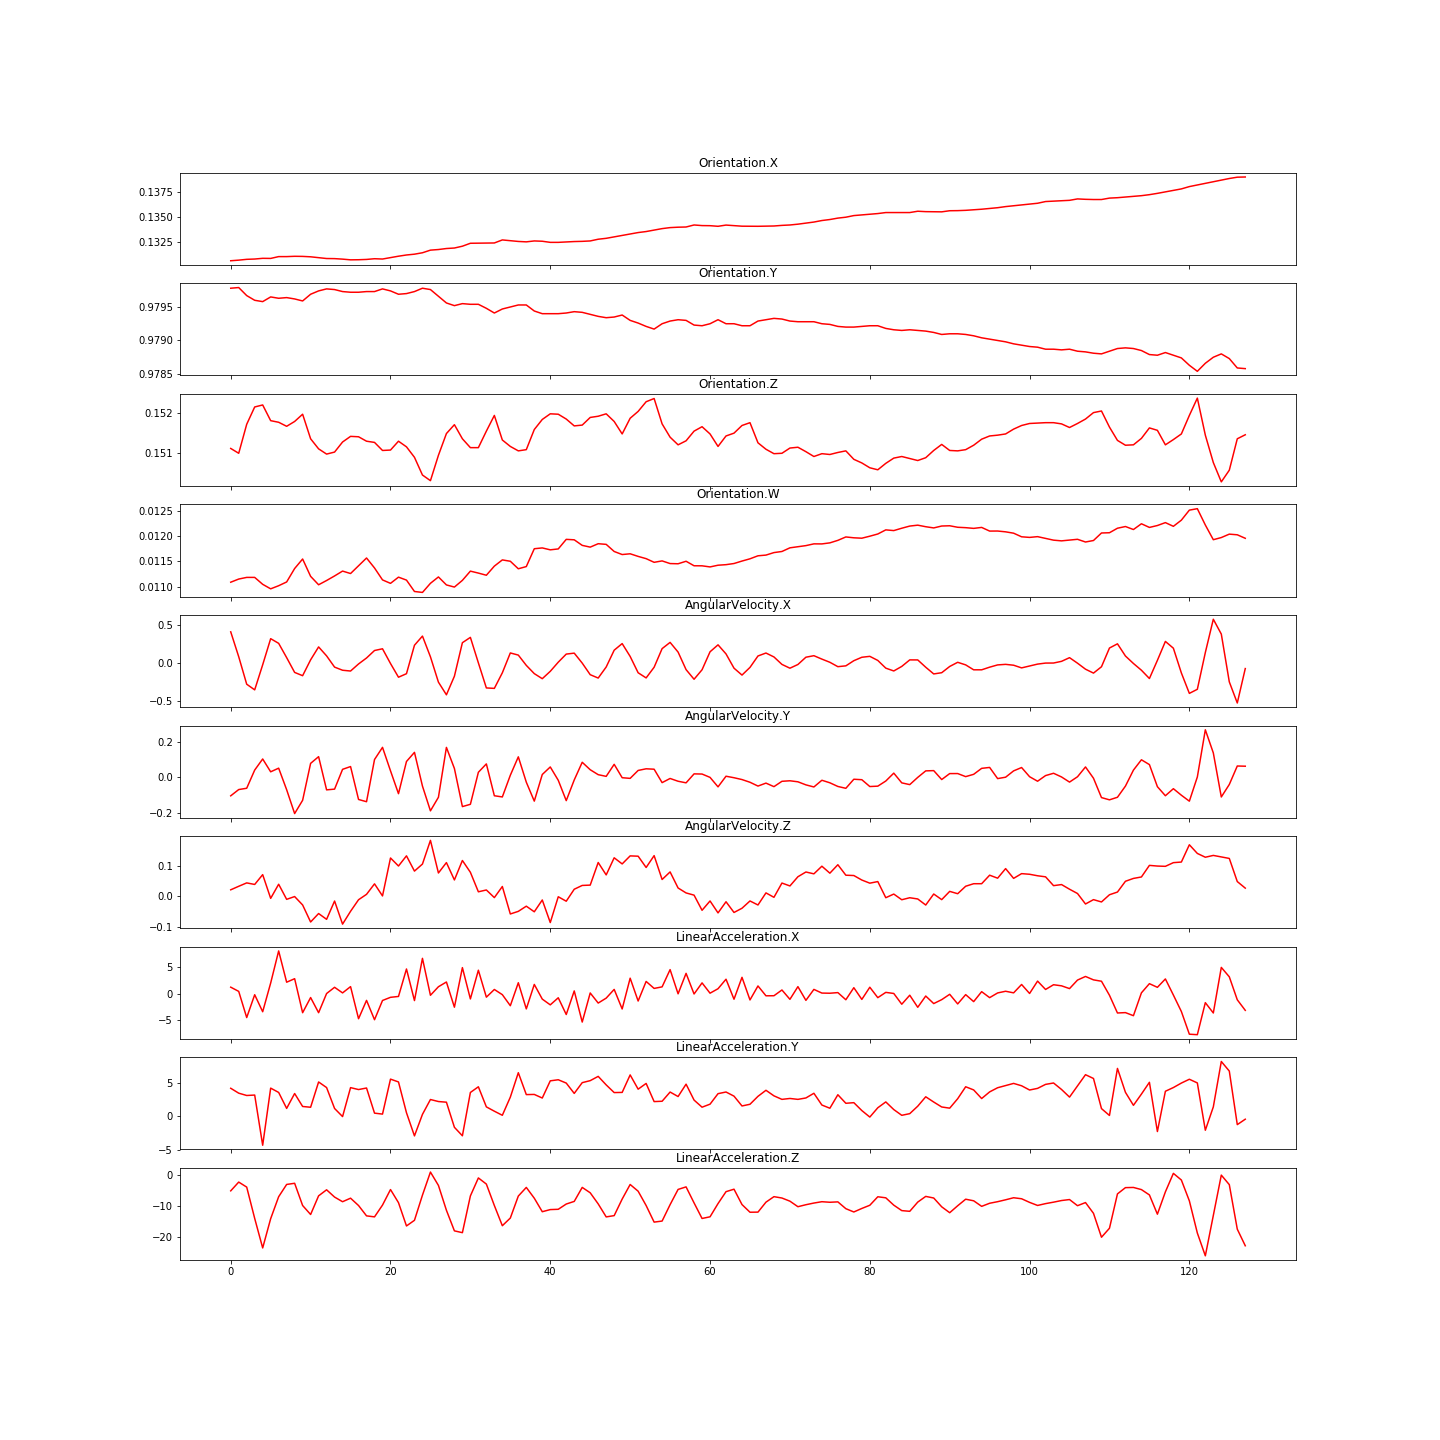 Orientation.X
0.1375
0.1350
0.1325
Orientation.Y
0.9795
0.9790
0.9785
Orientation.Z
0.152
0.151
Orientation.W
0.0125
0.0120
0.0115
0.0110
AngularVelocity.X
0.5
0.0
−0.5
AngularVelocity.Y
0.2
0.0
−0.2
AngularVelocity.Z
0.1
0.0
−0.1
LinearAcceleration.X
5
0
−5
LinearAcceleration.Y
5
0
−5
LinearAcceleration.Z
0
−10
−20
0 20 40 60 80 100 120